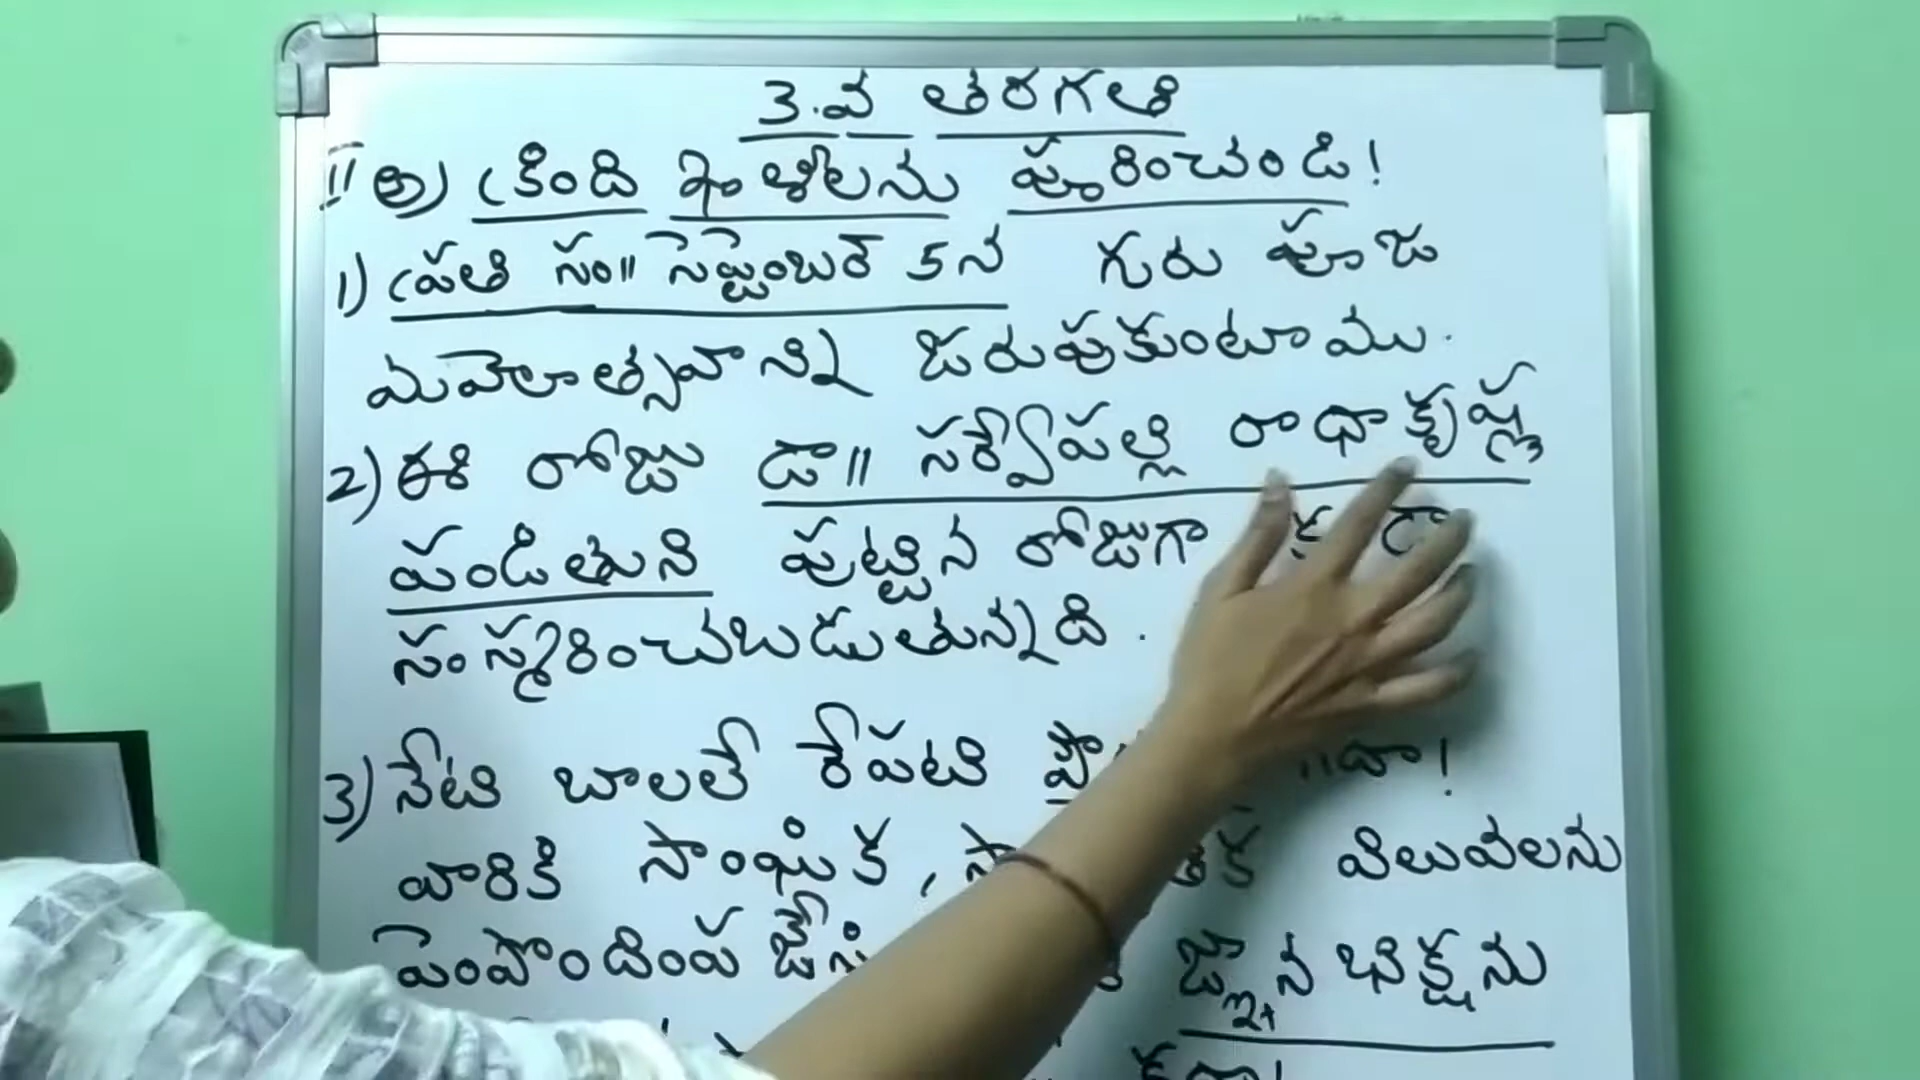 3.వ తరగతి
II అ) క్రింది ఖాళీలను పూరించండి!
1) ప్రతి సం॥ సెప్టెంబర్ 5న గురు పూజ
మహోత్సవాన్ని జరుపుకుంటాము.
2) ఈ రోజు డా॥ సర్వేపల్లి రాధాకృష్ణ
పండితుని పుట్టిన రోజుగా
సంస్మరించబడుతున్నది.
3) నేటి బాలలే రేపటి
వారికి సాంఘిక, విలువలను
పెంపొందింప జ్ఞాన భిక్షను